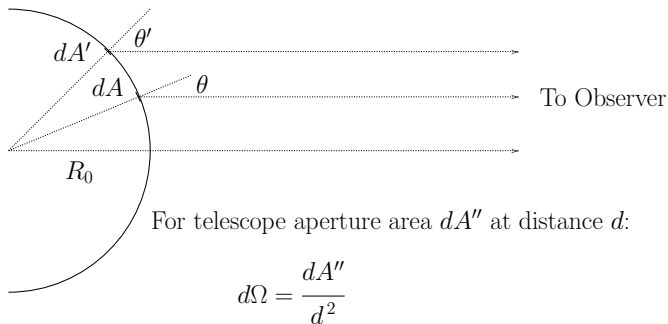 θ′
dA′
dA
θ
To Observer
R₀
For telescope aperture area dA″ at distance d:
dΩ = dA″ / d²